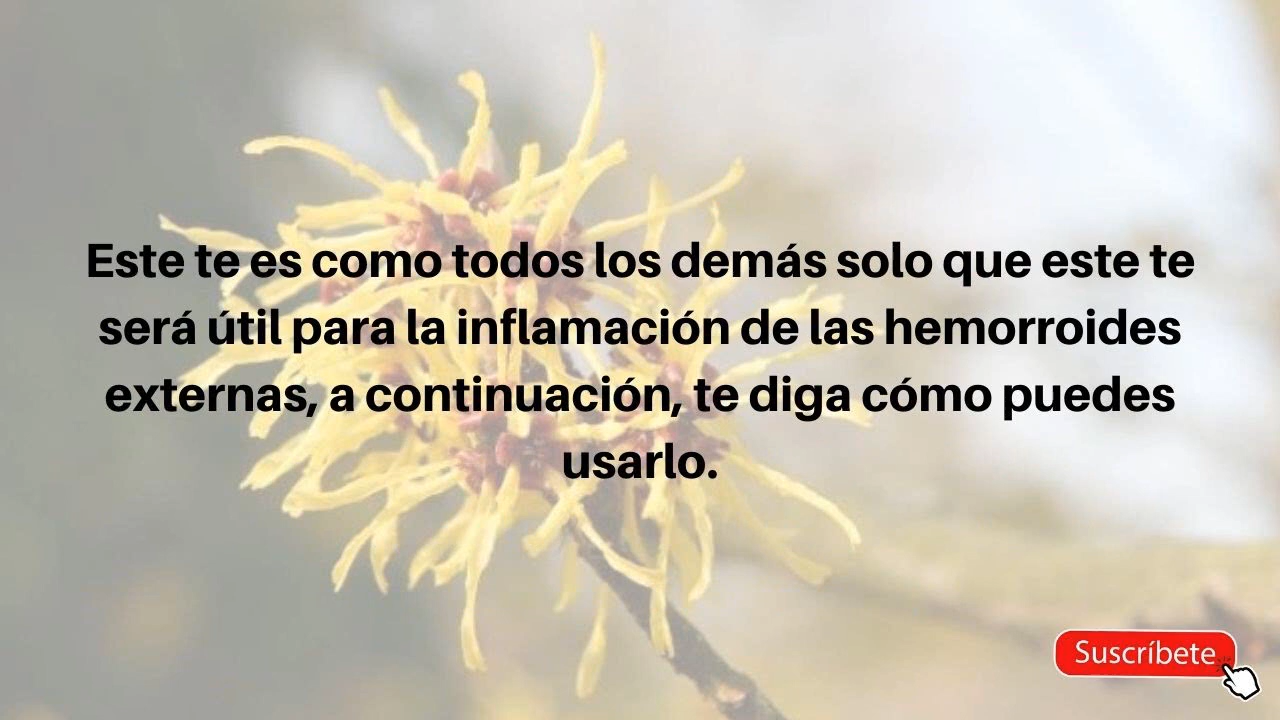 Este te es como todos los demás solo que este te
será útil para la inflamación de las hemorroides
externas, a continuación, te diga cómo puedes
usarlo.
Suscríbete